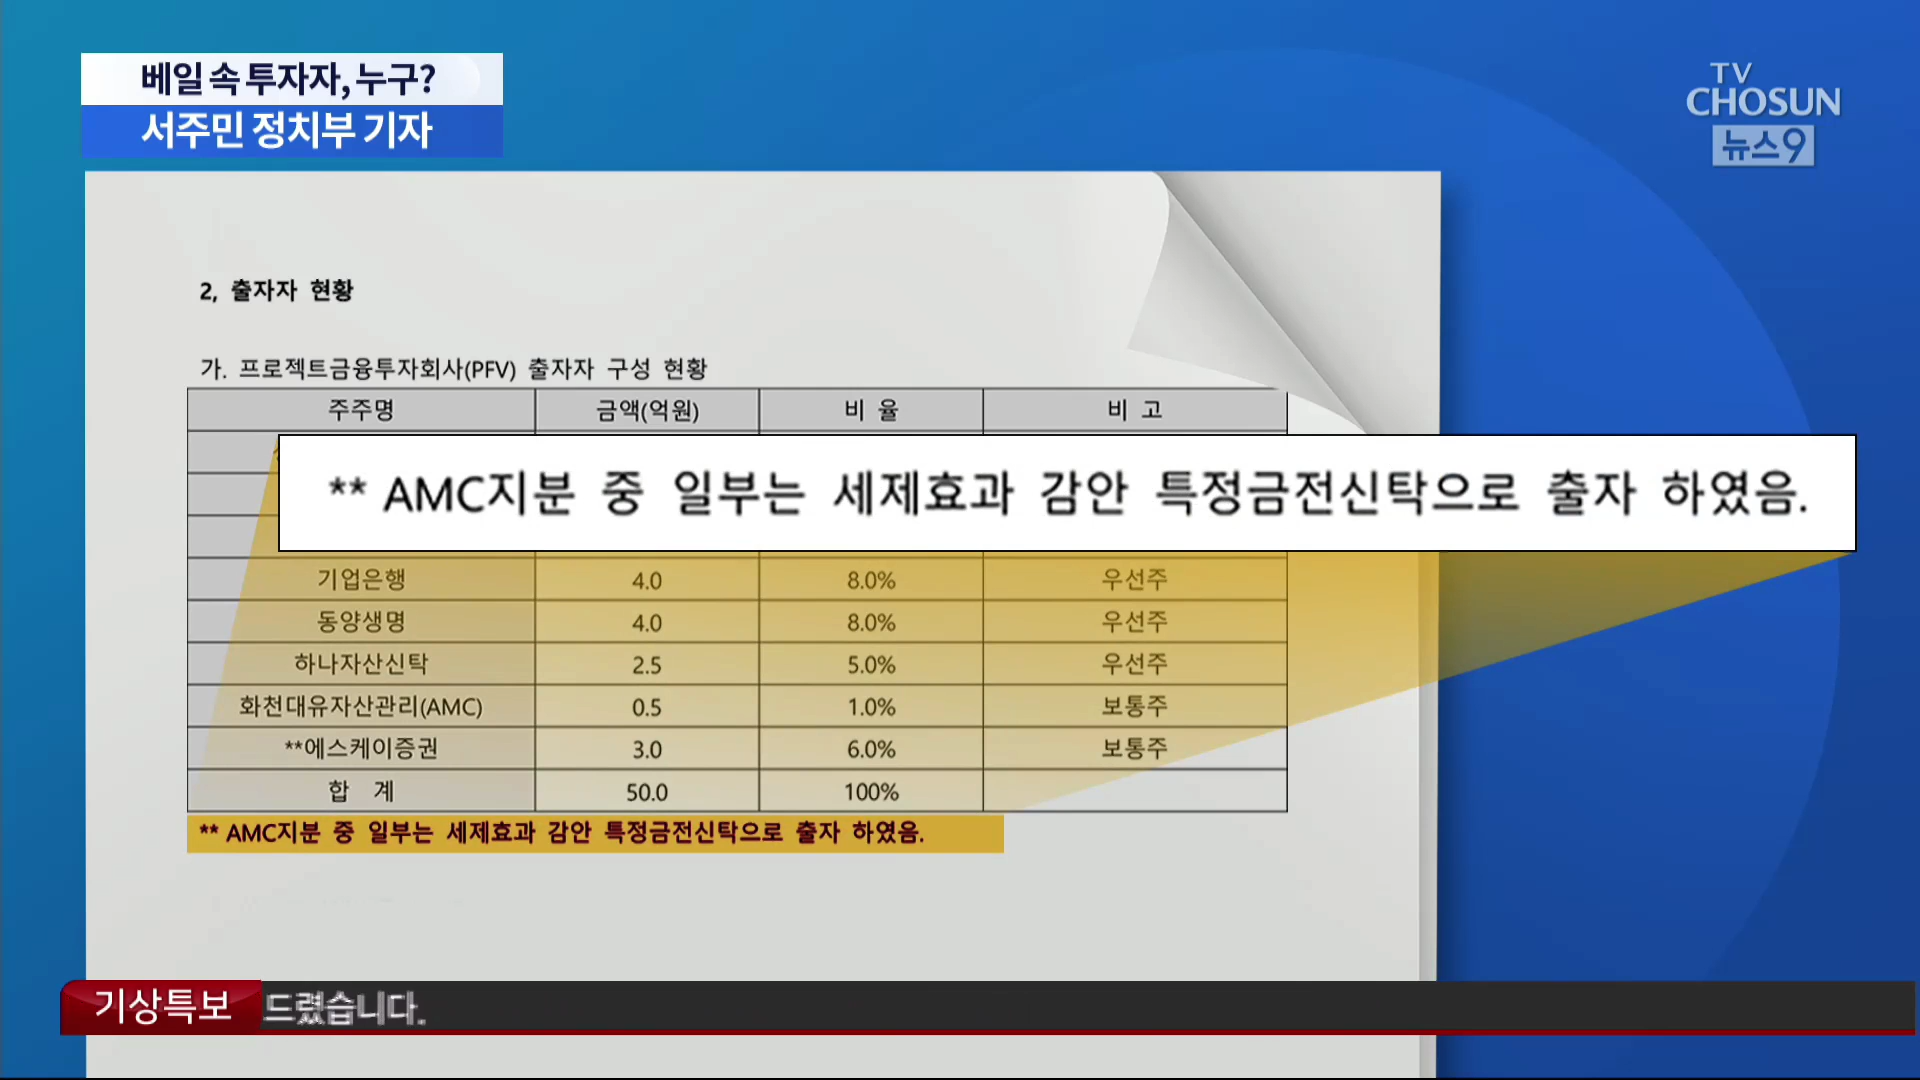 베일 속 투자자, 누구?
서주민 정치부 기자
TV
CHOSUN
뉴스9
2, 출자자 현황
가. 프로젝트금융투자회사(PFV) 출자자 구성 현황
주주명 금액(억원) 비 율 비 고
** AMC지분 중 일부는 세제효과 감안 특정금전신탁으로 출자 하였음.
기업은행 4.0 8.0% 우선주
동양생명 4.0 8.0% 우선주
하나자산신탁 2.5 5.0% 우선주
화천대유자산관리(AMC) 0.5 1.0% 보통주
**에스케이증권 3.0 6.0% 보통주
합 계 50.0 100%
** AMC지분 중 일부는 세제효과 감안 특정금전신탁으로 출자 하였음.
기상특보 드렸습니다.